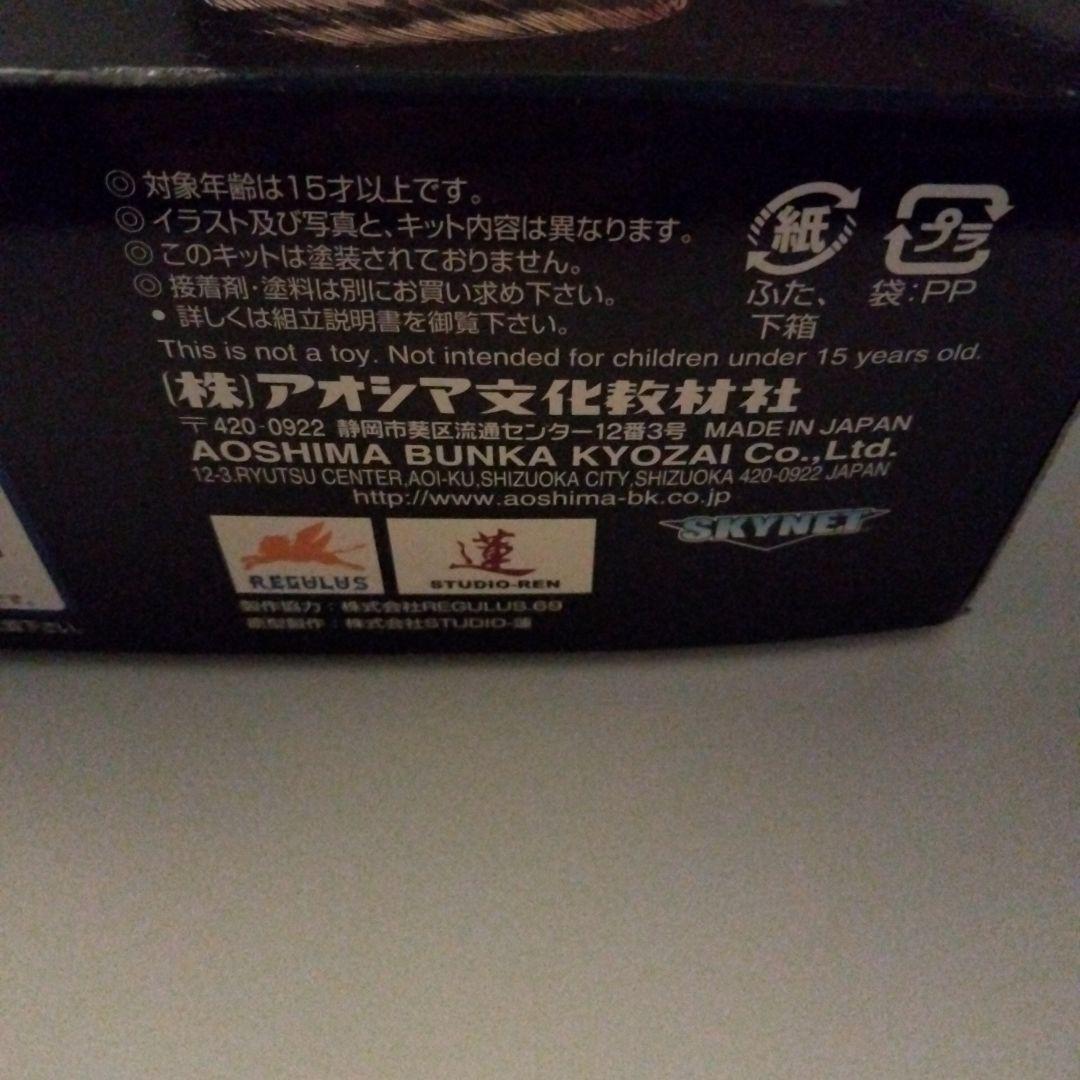 ◎ 対象年齢は15才以上です。
◎ イラスト及び写真と、キット内容は異なります。
◎ このキットは塗装されておりません。
◎ 接着剤・塗料は別にお買い求め下さい。
• 詳しくは組立説明書を御覧下さい。
This is not a toy. Not intended for children under 15 years old.
紙
ふた、
下箱
プラ
袋：PP
(株)アオシマ文化教材社
〒420-0922 静岡市葵区流通センター12番3号 MADE IN JAPAN
AOSHIMA BUNKA KYOZAI Co.,Ltd.
12-3.RYUTSU CENTER,AOI-KU,SHIZUOKA CITY,SHIZUOKA 420-0922 JAPAN
http://www.aoshima-bk.co.jp
REGULUS
蓮
STUDIO-REN
SKYNET
製作協力：株式会社REGULUS.69
原型製作：株式会社STUDIO-蓮